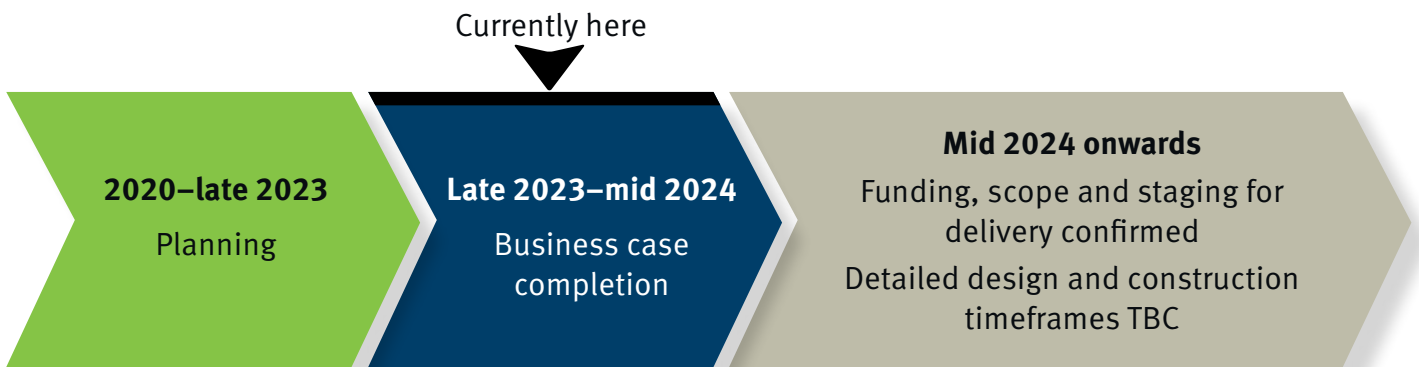 Currently here
2020–late 2023
Planning
Late 2023–mid 2024
Business case
completion
Mid 2024 onwards
Funding, scope and staging for
delivery confirmed
Detailed design and construction
timeframes TBC